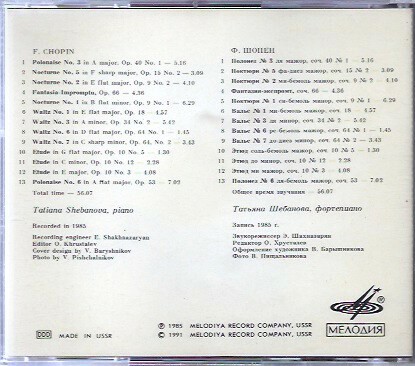 F. CHOPIN
1 Polonaise No. 3 in A major, Op. 40 No. 1 — 5.16
2 Nocturne No. 5 in F sharp major, Op. 15 No. 2 — 3.09
3 Nocturne No. 2 in E flat major, Op. 9 No. 2 — 4.10
4 Fantasia-Impromptu, Op. 66 — 4.36
5 Nocturne No. 1 in B flat minor, Op. 9 No. 1 — 6.29
6 Waltz No. 1 in E flat major, Op. 18 — 4.57
7 Waltz No. 3 in A minor, Op. 34 No. 2 — 5.42
8 Waltz No. 6 in D flat major, Op. 64 No. 1 — 1.45
9 Waltz No. 7 in C sharp minor, Op. 64, No. 2 — 3.43
10 Etude in G flat major, Op. 10 No. 5 — 1.30
11 Etude in C minor, Op. 10 No. 12 — 2.28
12 Etude in E major, Op. 10 No. 3 — 4.08
13 Polonaise No. 6 in A flat major, Op. 53 — 7.02
Total time — 56.07
Tatiana Shebanova, piano
Recorded in 1985
Recording engineer E. Shakhnazaryan
Editor O. Khrustalev
Cover design by V. Baryshnikov
Photo by V. Pishchalnikov
DDD MADE IN USSR
Ф. ШОПЕН
1 Полонез № 3 ля мажор, соч. 40 № 1 — 5.16
2 Ноктюрн № 5 фа-диез мажор, соч. 15 № 2 — 3.09
3 Ноктюрн № 2 ми-бемоль мажор, соч. 9 № 2 — 4.10
4 Фантазия-экспромт, соч. 66 — 4.36
5 Ноктюрн № 1 си-бемоль мажор, соч. 9 № 1 — 6.29
6 Вальс № 1 ми-бемоль мажор, соч. 18 — 4.57
7 Вальс № 3 ля минор, соч. 34 № 2 — 5.42
8 Вальс № 6 ре-бемоль мажор, соч. 64 № 1 — 1.45
9 Вальс № 7 до-диез минор, соч. 64 № 2 — 3.43
10 Этюд соль-бемоль мажор, соч. 10 № 5 — 1.30
11 Этюд до минор, соч. 10 № 12 — 2.28
12 Этюд ми мажор, соч. 10 № 3 — 4.08
13 Полонез № 6 ля-бемоль мажор, соч. 53 — 7.02
Общее время звучания — 56.07
Татьяна Шебанова, фортепиано
Запись 1985 г.
Звукорежиссер Э. Шахназарян
Редактор О. Хрусталев
Оформление художника В. Барышникова
Фото В. Пищальникова
Ⓟ 1985 MELODIYA RECORD COMPANY, USSR
© 1991 MELODIYA RECORD COMPANY, USSR
МЕЛОДИЯ